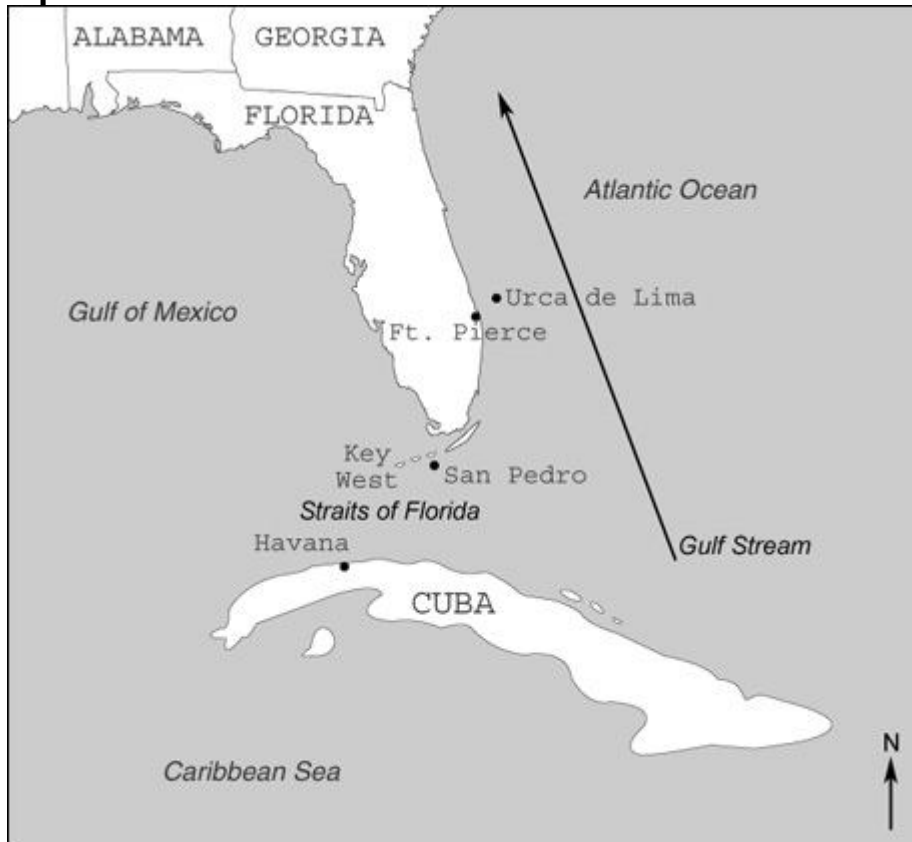 ALABAMA
GEORGIA
FLORIDA
Atlantic Ocean
Urca de Lima
Gulf of Mexico
Ft. Pierce
Key
West
San Pedro
Straits of Florida
Havana
Gulf Stream
CUBA
N
Caribbean Sea